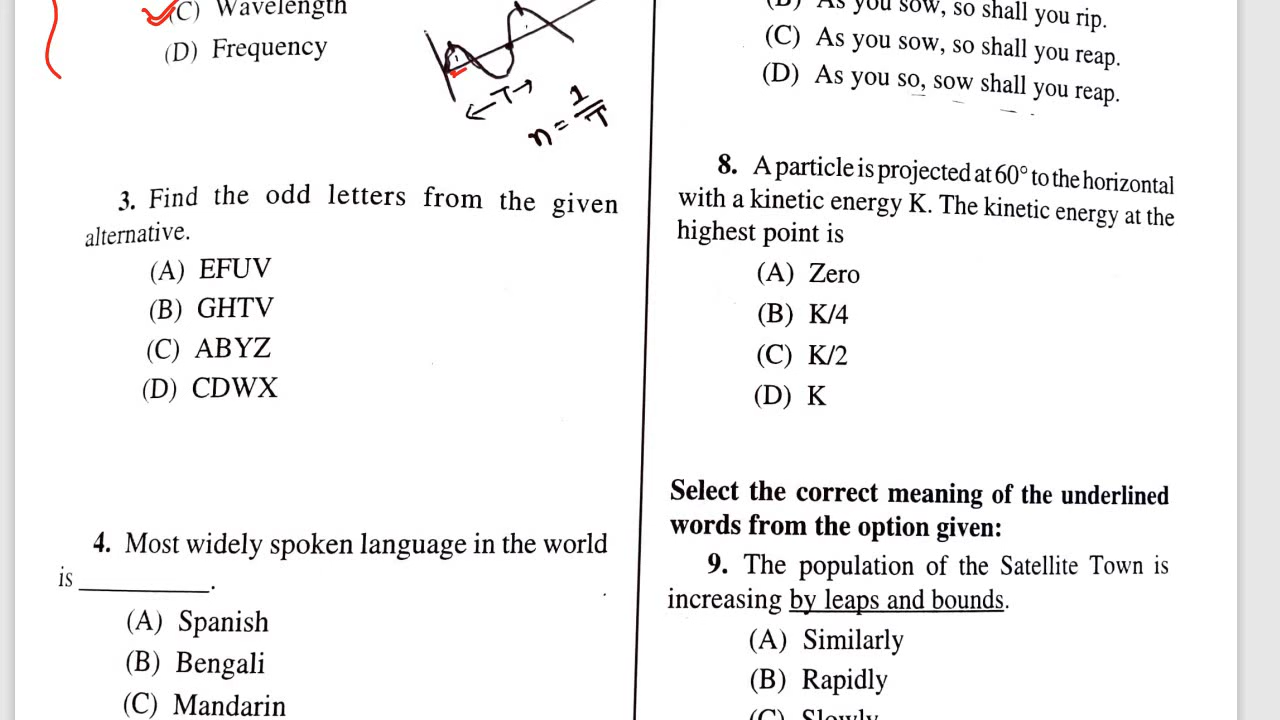 (C) Wavelength
(D) Frequency
T
n = 1/T
3. Find the odd letters from the given
alternative.
(A) EFUV
(B) GHTV
(C) ABYZ
(D) CDWX
4. Most widely spoken language in the world
is __________.
(A) Spanish
(B) Bengali
(C) Mandarin
(B) As you sow, so shall you rip.
(C) As you sow, so shall you reap.
(D) As you so, sow shall you reap.
8. A particle is projected at 60° to the horizontal
with a kinetic energy K. The kinetic energy at the
highest point is
(A) Zero
(B) K/4
(C) K/2
(D) K
Select the correct meaning of the underlined
words from the option given:
9. The population of the Satellite Town is
increasing by leaps and bounds.
(A) Similarly
(B) Rapidly
(C) Slowly